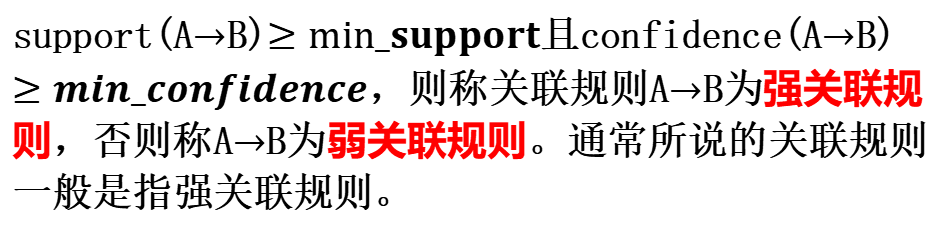 support(A→B)≥ min_support且confidence(A→B)
≥ min_confidence，则称关联规则A→B为强关联规
则，否则称A→B为弱关联规则。通常所说的关联规则
一般是指强关联规则。